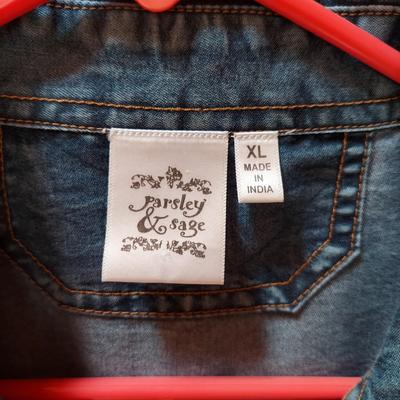 Parsley
& Sage
XL
MADE
IN
INDIA